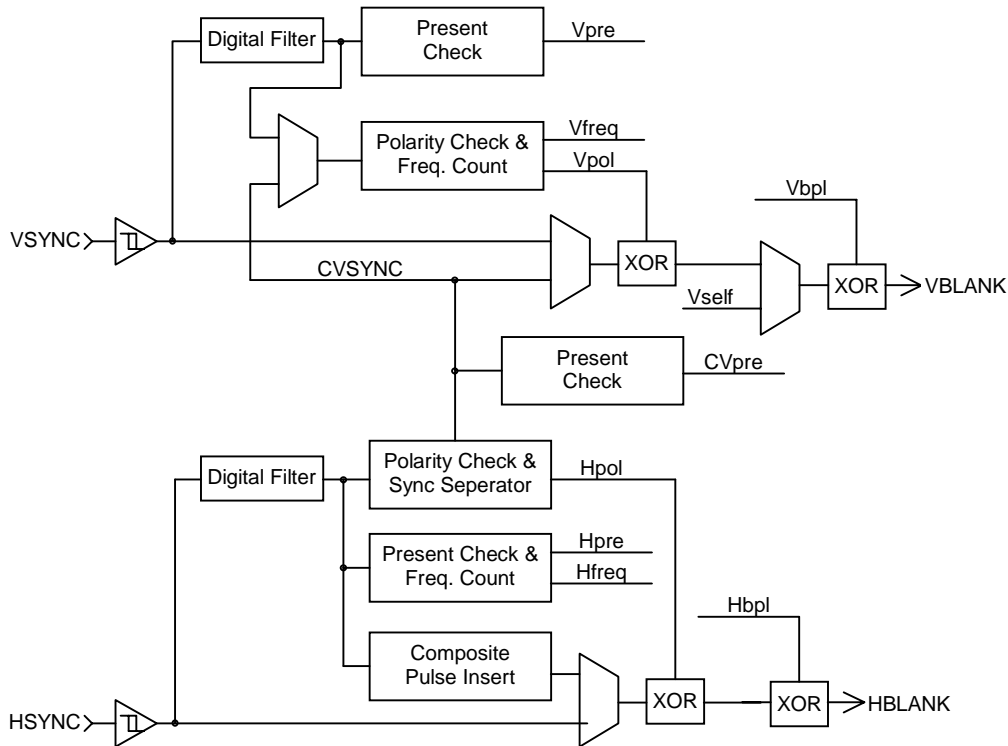 Digital Filter
Present
Check
Vpre
Polarity Check &
Freq. Count
Vfreq
Vpol
Vbpl
VSYNC
CVSYNC
XOR
Vself
XOR
VBLANK
Present
Check
CVpre
Digital Filter
Polarity Check &
Sync Seperator
Hpol
Present Check &
Freq. Count
Hpre
Hfreq
Hbpl
Composite
Pulse Insert
HSYNC
XOR
XOR
HBLANK